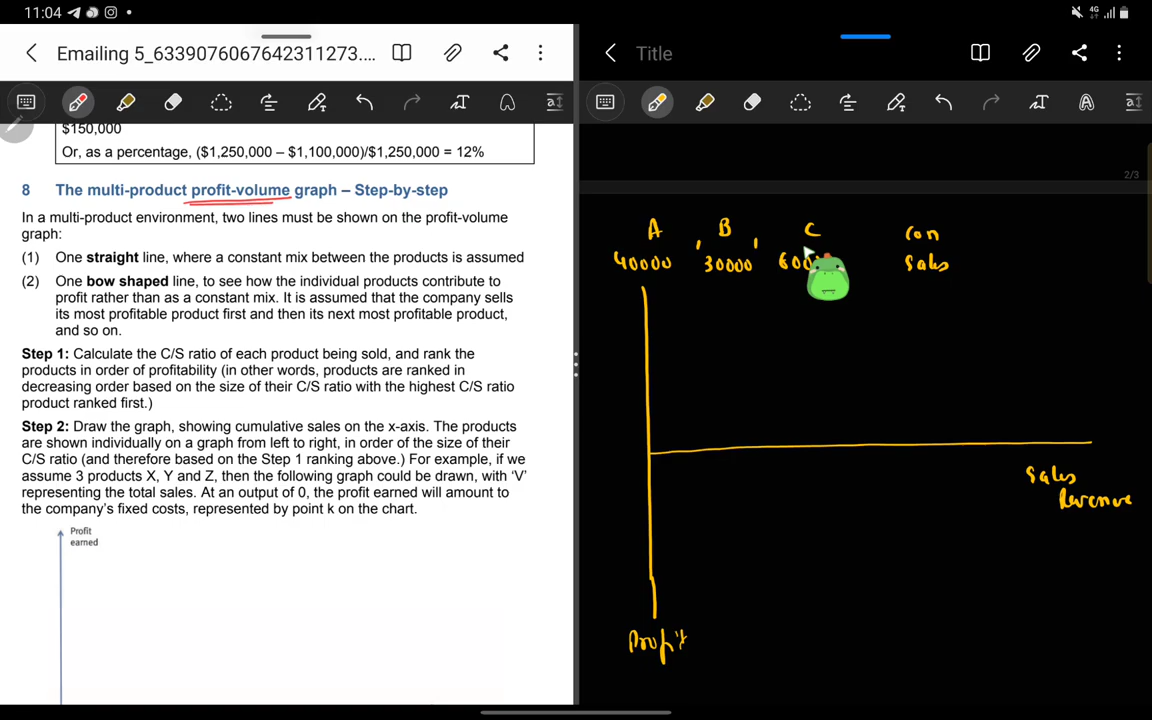 11:04
4G
Emailing 5_6339076067642311273....
Title
$150,000
Or, as a percentage, ($1,250,000 – $1,100,000)/$1,250,000 = 12%
2/3
8 The multi-product profit-volume graph – Step-by-step
In a multi-product environment, two lines must be shown on the profit-volume
graph:
(1) One straight line, where a constant mix between the products is assumed
(2) One bow shaped line, to see how the individual products contribute to
profit rather than as a constant mix. It is assumed that the company sells
its most profitable product first and then its next most profitable product,
and so on.
Step 1: Calculate the C/S ratio of each product being sold, and rank the
products in order of profitability (in other words, products are ranked in
decreasing order based on the size of their C/S ratio with the highest C/S ratio
product ranked first.)
Step 2: Draw the graph, showing cumulative sales on the x-axis. The products
are shown individually on a graph from left to right, in order of the size of their
C/S ratio (and therefore based on the Step 1 ranking above.) For example, if we
assume 3 products X, Y and Z, then the following graph could be drawn, with 'V'
representing the total sales. At an output of 0, the profit earned will amount to
the company's fixed costs, represented by point k on the chart.
Profit
earned
A , B , C Con
40000 30000 Sales
Sales
Revenue
Profit